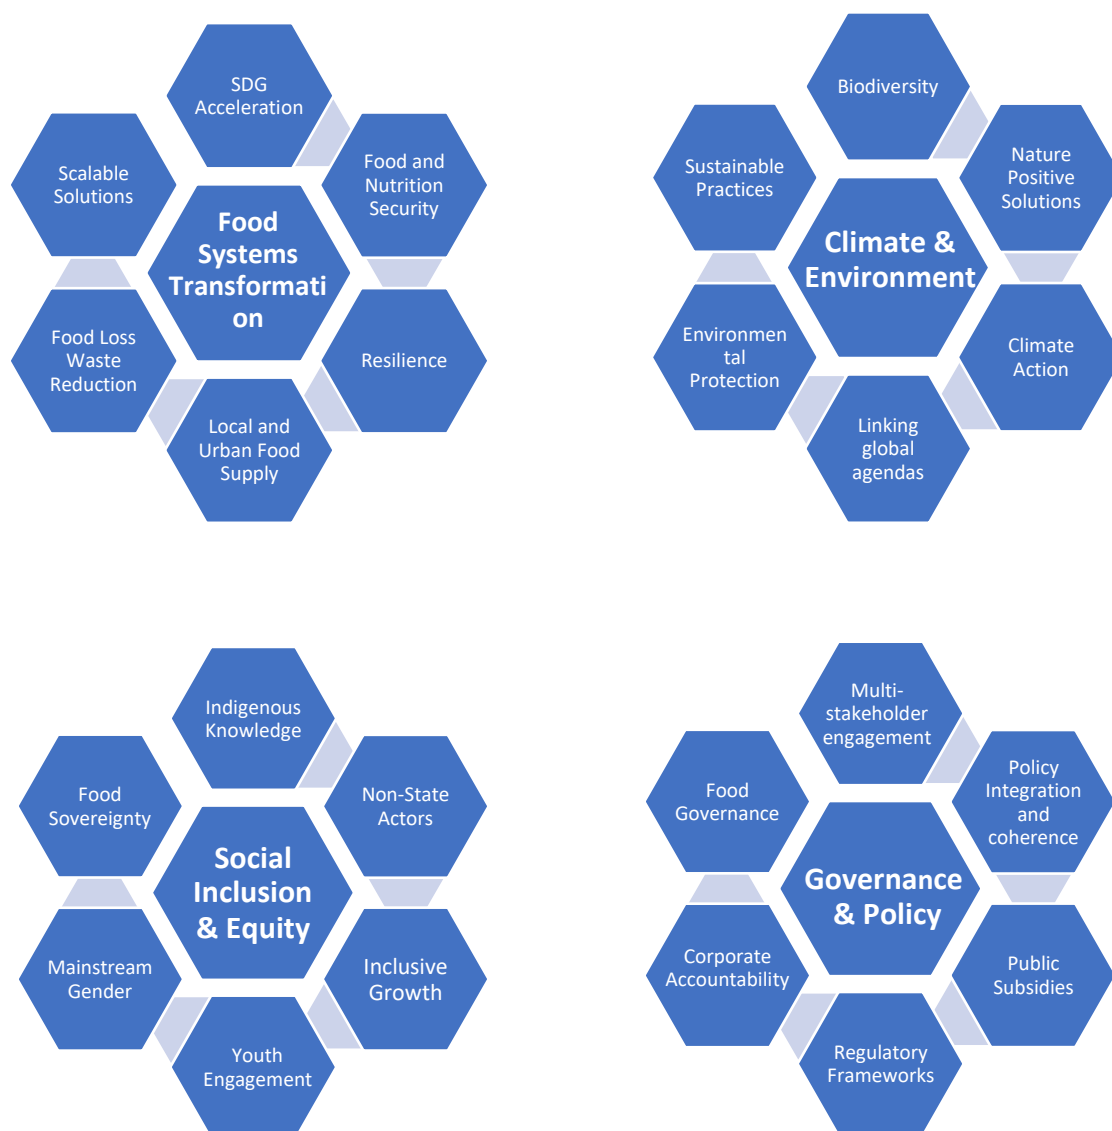 SDG
Acceleration
Food and
Nutrition
Security
Resilience
Local and
Urban Food
Supply
Food Loss
Waste
Reduction
Scalable
Solutions
Food
Systems
Transformati
on
Biodiversity
Nature
Positive
Solutions
Climate
Action
Linking
global
agendas
Environmen
tal
Protection
Sustainable
Practices
Climate &
Environment
Indigenous
Knowledge
Non-State
Actors
Inclusive
Growth
Youth
Engagement
Mainstream
Gender
Food
Sovereignty
Social
Inclusion
& Equity
Multi-
stakeholder
engagement
Policy
Integration
and
coherence
Public
Subsidies
Regulatory
Frameworks
Corporate
Accountability
Food
Governance
Governance
& Policy